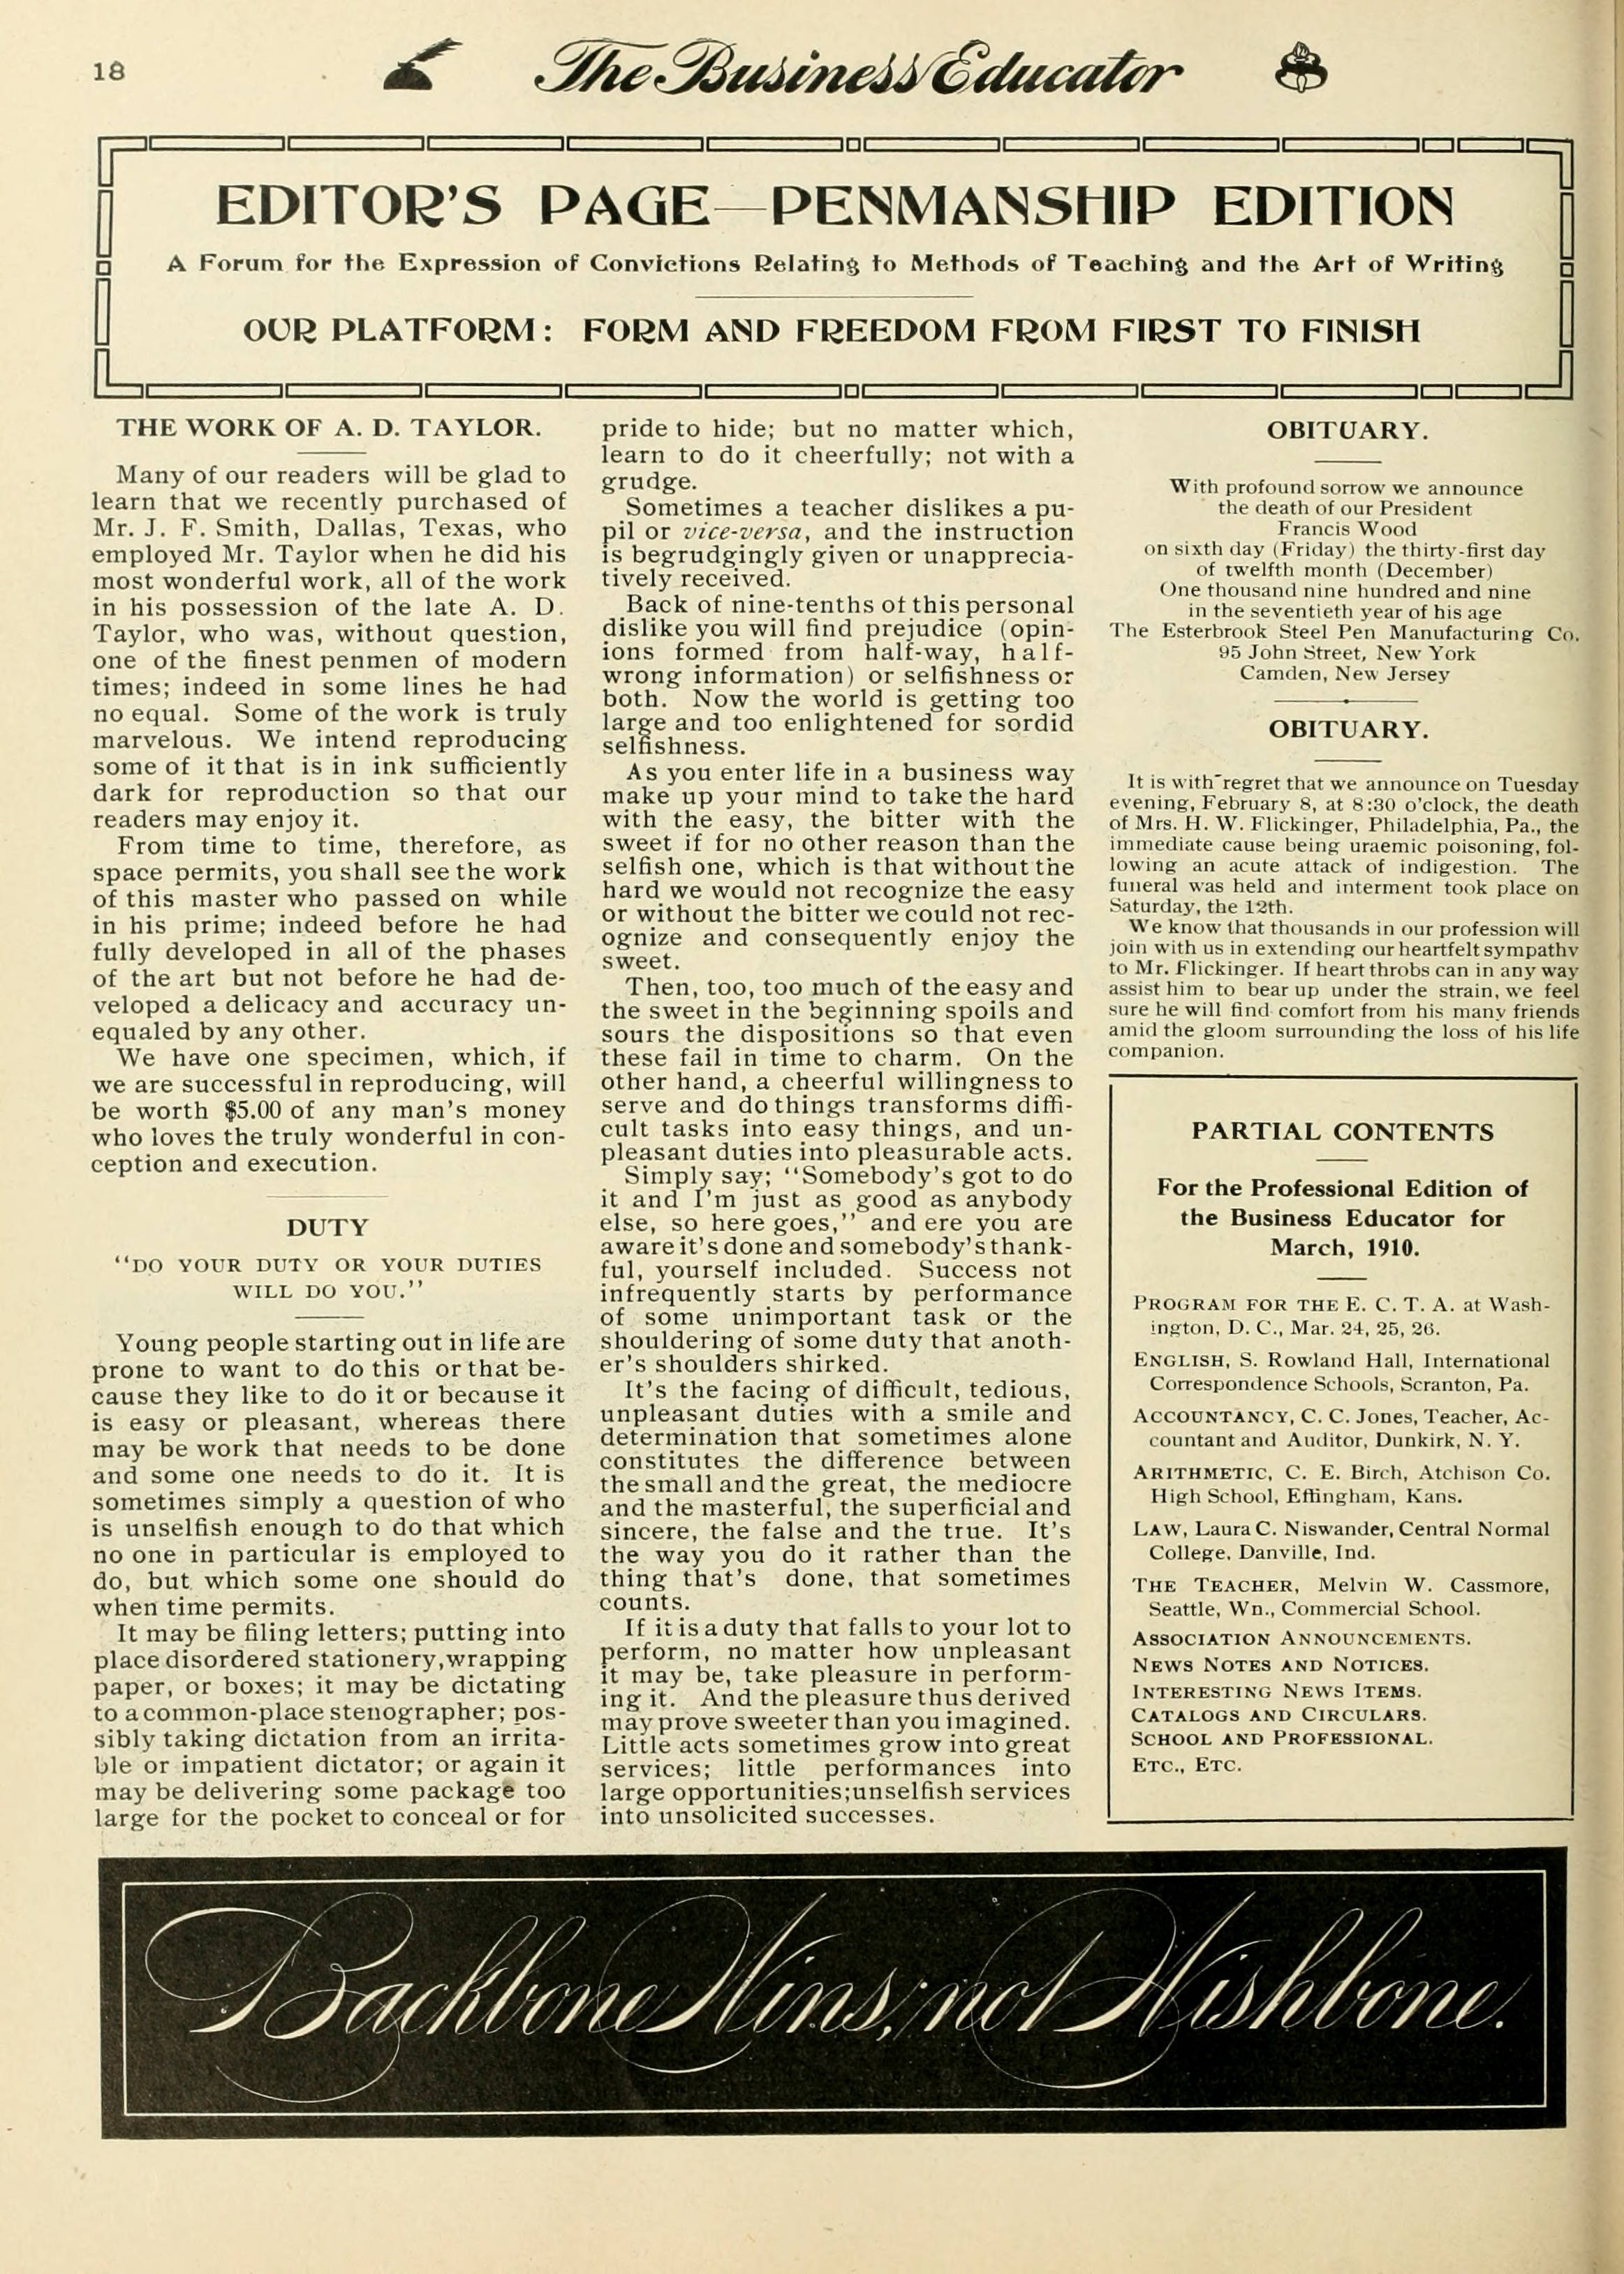 18
The Business Educator
EDITOR'S PAGE—PENMANSHIP EDITION
A Forum for the Expression of Convictions Relating to Methods of Teaching and the Art of Writing
OUR PLATFORM: FORM AND FREEDOM FROM FIRST TO FINISH
THE WORK OF A. D. TAYLOR.
Many of our readers will be glad to
learn that we recently purchased of
Mr. J. F. Smith, Dallas, Texas, who
employed Mr. Taylor when he did his
most wonderful work, all of the work
in his possession of the late A. D.
Taylor, who was, without question,
one of the finest penmen of modern
times; indeed in some lines he had
no equal. Some of the work is truly
marvelous. We intend reproducing
some of it that is in ink sufficiently
dark for reproduction so that our
readers may enjoy it.
From time to time, therefore, as
space permits, you shall see the work
of this master who passed on while
in his prime; indeed before he had
fully developed in all of the phases
of the art but not before he had de-
veloped a delicacy and accuracy un-
equaled by any other.
We have one specimen, which, if
we are successful in reproducing, will
be worth $5.00 of any man's money
who loves the truly wonderful in con-
ception and execution.
DUTY
"DO YOUR DUTY OR YOUR DUTIES
WILL DO YOU."
Young people starting out in life are
prone to want to do this or that be-
cause they like to do it or because it
is easy or pleasant, whereas there
may be work that needs to be done
and some one needs to do it. It is
sometimes simply a question of who
is unselfish enough to do that which
no one in particular is employed to
do, but which some one should do
when time permits.
It may be filing letters; putting into
place disordered stationery, wrapping
paper, or boxes; it may be dictating
to a common-place stenographer; pos-
sibly taking dictation from an irrita-
ble or impatient dictator; or again it
may be delivering some package too
large for the pocket to conceal or for
pride to hide; but no matter which,
learn to do it cheerfully; not with a
grudge.
Sometimes a teacher dislikes a pu-
pil or vice-versa, and the instruction
is begrudgingly given or unapprecia-
tively received.
Back of nine-tenths of this personal
dislike you will find prejudice (opin-
ions formed from half-way, half-
wrong information) or selfishness or
both. Now the world is getting too
large and too enlightened for sordid
selfishness.
As you enter life in a business way
make up your mind to take the hard
with the easy, the bitter with the
sweet if for no other reason than the
selfish one, which is that without the
hard we would not recognize the easy
or without the bitter we could not rec-
ognize and consequently enjoy the
sweet.
Then, too, too much of the easy and
the sweet in the beginning spoils and
sours the dispositions so that even
these fail in time to charm. On the
other hand, a cheerful willingness to
serve and do things transforms diffi-
cult tasks into easy things, and un-
pleasant duties into pleasurable acts.
Simply say; "Somebody's got to do
it and I'm just as good as anybody
else, so here goes," and ere you are
aware it's done and somebody's thank-
ful, yourself included. Success not
infrequently starts by performance
of some unimportant task or the
shouldering of some duty that anoth-
er's shoulders shirked.
It's the facing of difficult, tedious,
unpleasant duties with a smile and
determination that sometimes alone
constitutes the difference between
the small and the great, the mediocre
and the masterful, the superficial and
sincere, the false and the true. It's
the way you do it rather than the
thing that's done, that sometimes
counts.
If it is a duty that falls to your lot to
perform, no matter how unpleasant
it may be, take pleasure in perform-
ing it. And the pleasure thus derived
may prove sweeter than you imagined.
Little acts sometimes grow into great
services; little performances into
large opportunities; unselfish services
into unsolicited successes.
OBITUARY.
With profound sorrow we announce
the death of our President
Francis Wood
on sixth day (Friday) the thirty-first day
of twelfth month (December)
One thousand nine hundred and nine
in the seventieth year of his age
The Esterbrook Steel Pen Manufacturing Co.
95 John Street, New York
Camden, New Jersey
OBITUARY.
It is with regret that we announce on Tuesday
evening, February 8, at 8:30 o'clock, the death
of Mrs. H. W. Flickinger, Philadelphia, Pa., the
immediate cause being uraemic poisoning, fol-
lowing an acute attack of indigestion. The
funeral was held and interment took place on
Saturday, the 12th.
We know that thousands in our profession will
join with us in extending our heartfelt sympathy
to Mr. Flickinger. If heart throbs can in any way
assist him to bear up under the strain, we feel
sure he will find comfort from his many friends
amid the gloom surrounding the loss of his life
companion.
PARTIAL CONTENTS
For the Professional Edition of
the Business Educator for
March, 1910.
PROGRAM FOR THE E. C. T. A. at Wash-
ington, D. C., Mar. 24, 25, 26.
ENGLISH, S. Rowland Hall, International
Correspondence Schools, Scranton, Pa.
ACCOUNTANCY, C. C. Jones, Teacher, Ac-
countant and Auditor, Dunkirk, N. Y.
ARITHMETIC, C. E. Birch, Atchison Co.
High School, Effingham, Kans.
LAW, Laura C. Niswander, Central Normal
College, Danville, Ind.
THE TEACHER, Melvin W. Cassmore,
Seattle, Wn., Commercial School.
ASSOCIATION ANNOUNCEMENTS.
NEWS NOTES AND NOTICES.
INTERESTING NEWS ITEMS.
CATALOGS AND CIRCULARS.
SCHOOL AND PROFESSIONAL.
ETC., ETC.
Backbone Wins, not Wishbone.